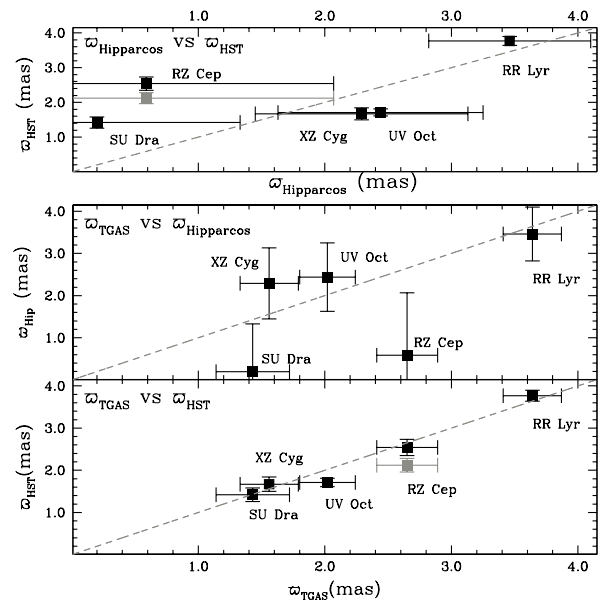 4.0
3.0
2.0
1.0
ϖHST (mas)
ϖHipparcos VS ϖHST
RZ Cep
RR Lyr
SU Dra
XZ Cyg
UV Oct
1.0 2.0 3.0 4.0
ϖHipparcos (mas)
4.0
3.0
2.0
1.0
ϖHip (mas)
ϖTGAS VS ϖHipparcos
XZ Cyg
UV Oct
RR Lyr
SU Dra
RZ Cep
4.0
3.0
2.0
1.0
ϖHST(mas)
ϖTGAS VS ϖHST
RR Lyr
XZ Cyg
SU Dra
UV Oct
RZ Cep
1.0 2.0 3.0 4.0
ϖTGAS(mas)